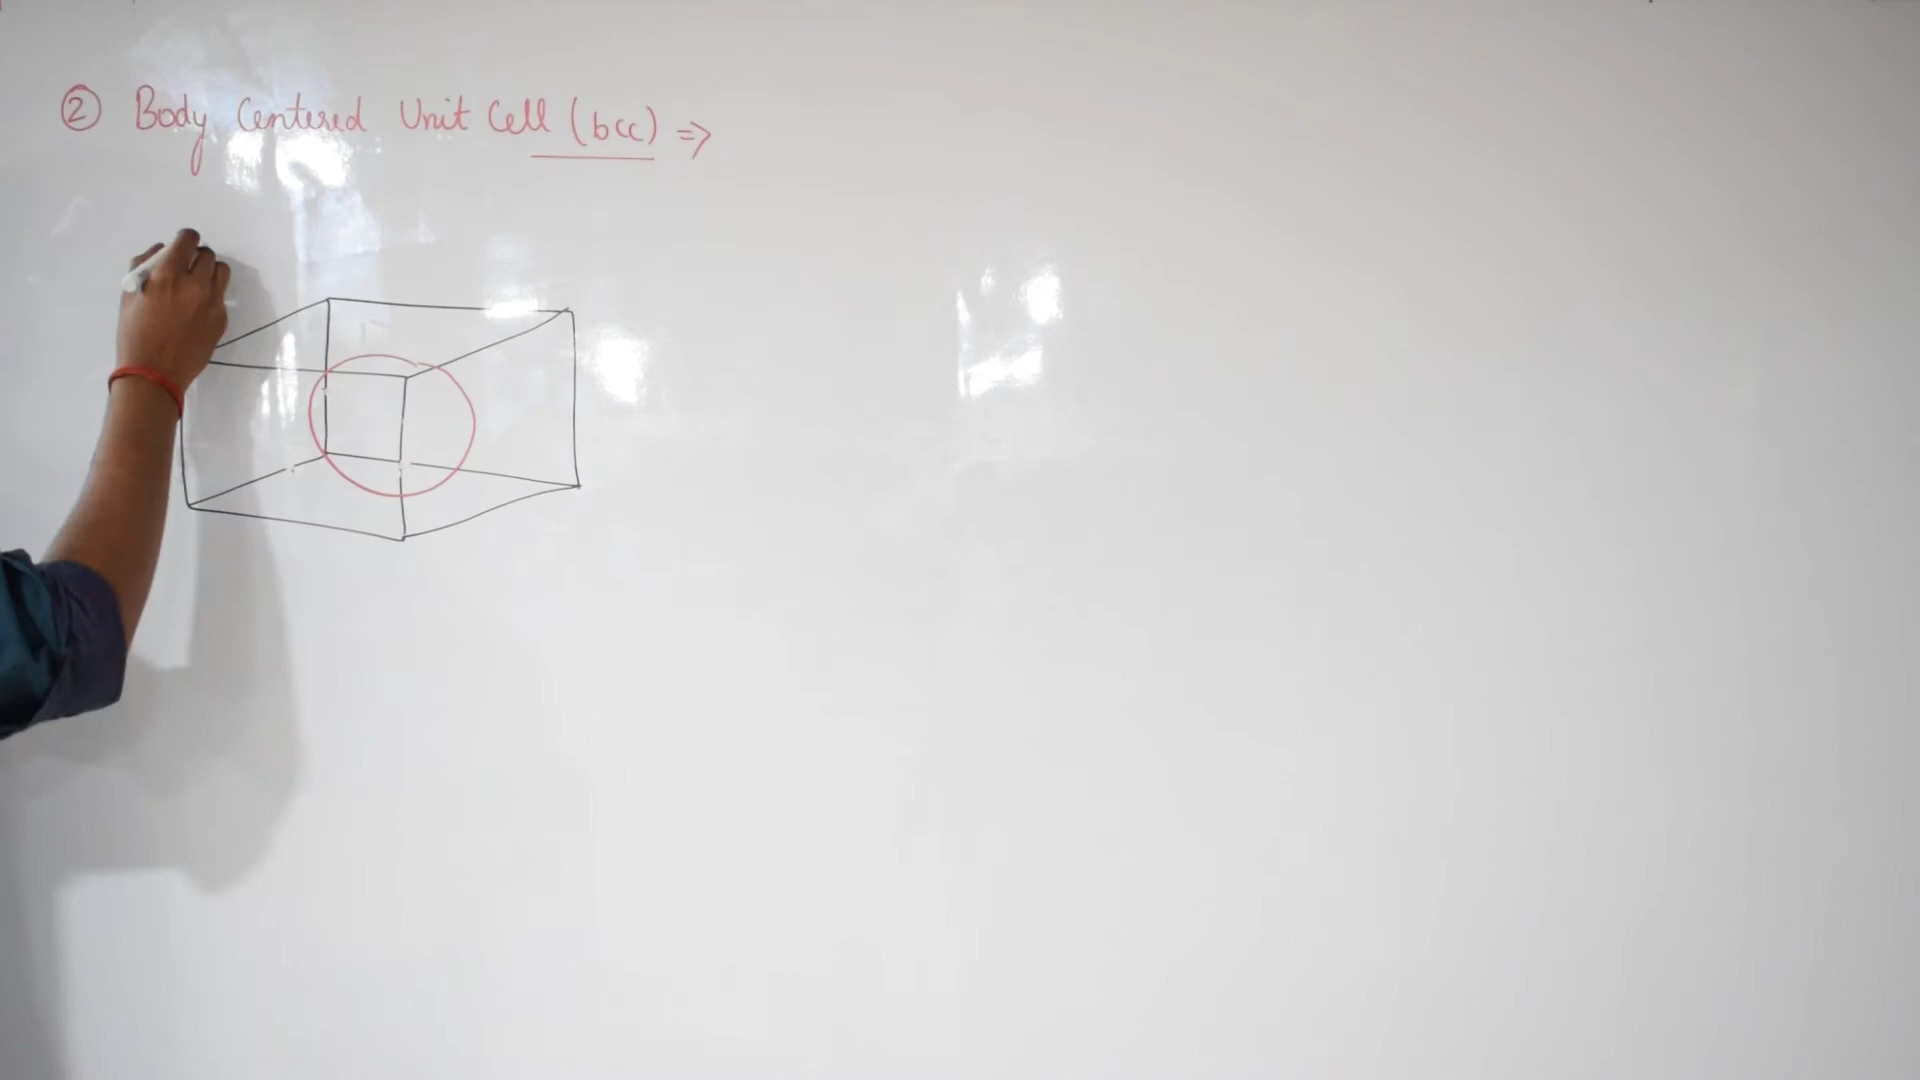 ② Body Centered Unit Cell (bcc) ⇒